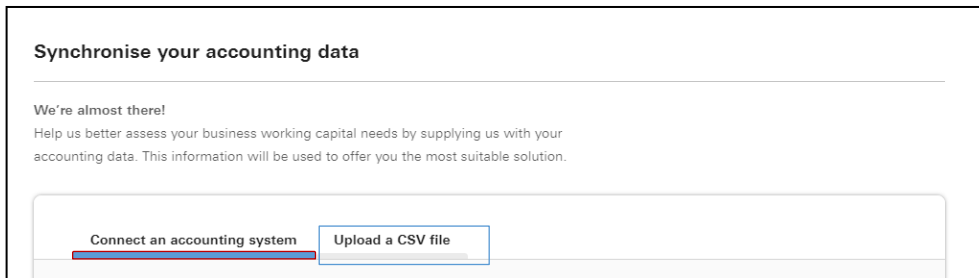 Synchronise your accounting data
We're almost there!
Help us better assess your business working capital needs by supplying us with your
accounting data. This information will be used to offer you the most suitable solution.
Connect an accounting system Upload a CSV file